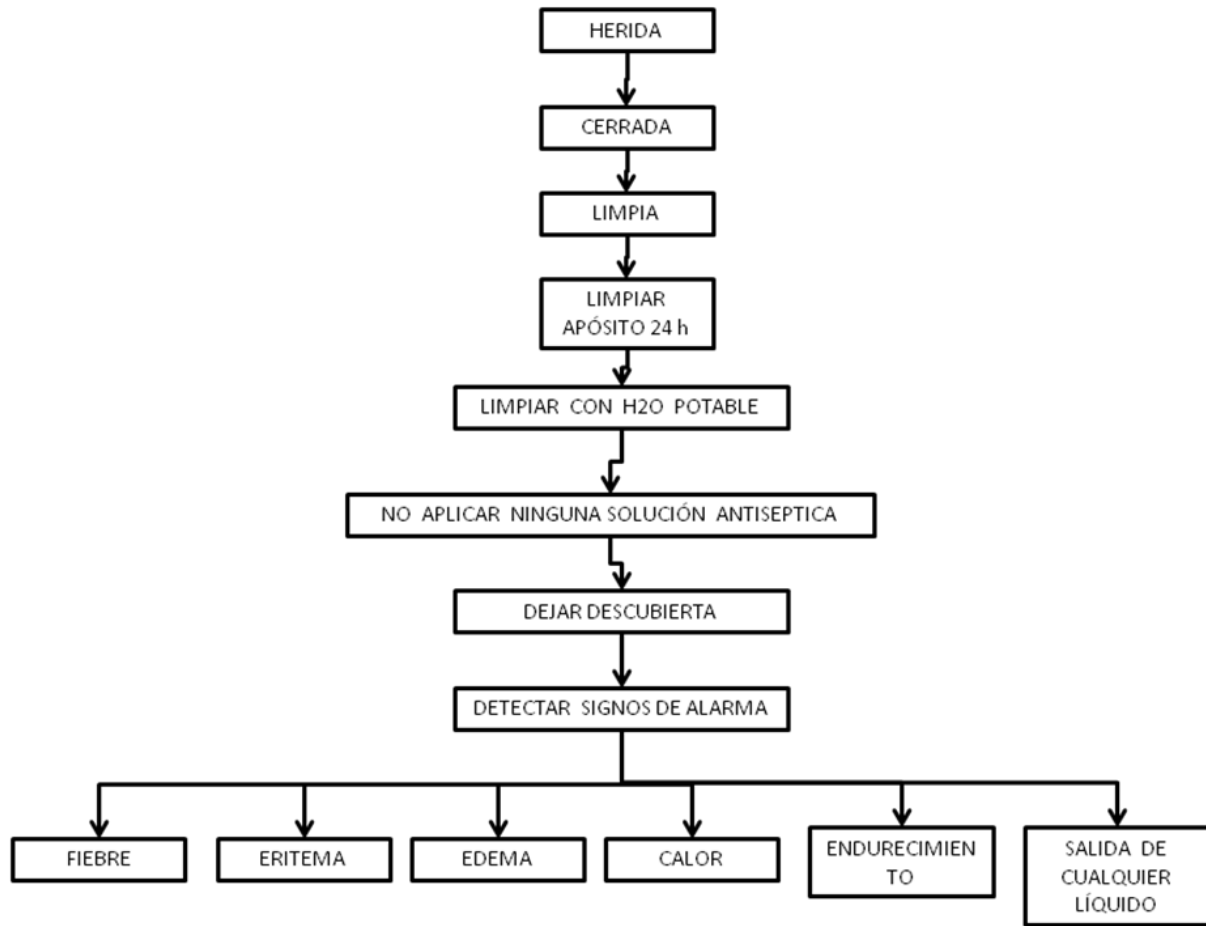 HERIDA
CERRADA
LIMPIA
LIMPIAR
APÓSITO 24 h
LIMPIAR CON H2O POTABLE
NO APLICAR NINGUNA SOLUCIÓN ANTISEPTICA
DEJAR DESCUBIERTA
DETECTAR SIGNOS DE ALARMA
FIEBRE
ERITEMA
EDEMA
CALOR
ENDURECIMIEN
TO
SALIDA DE
CUALQUIER
LÍQUIDO